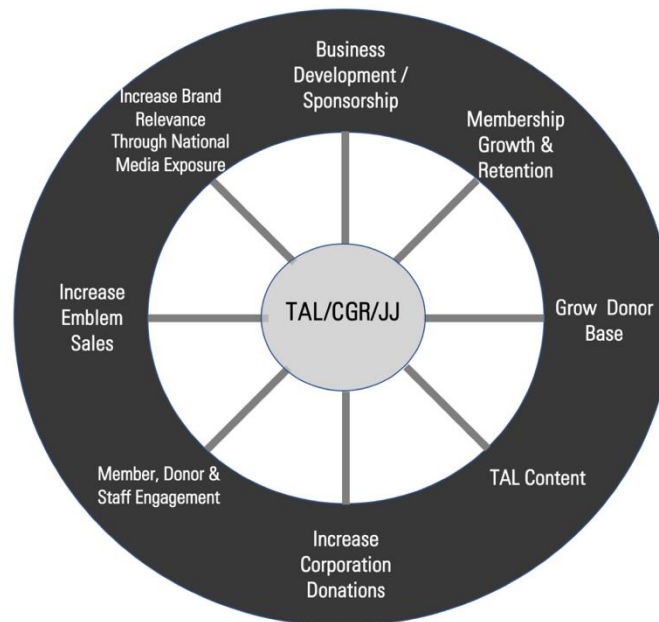 Business
Development /
Sponsorship
Increase Brand
Relevance
Through National
Media Exposure
Membership
Growth &
Retention
TAL/CGR/JJ
Increase
Emblem
Sales
Grow Donor
Base
Member, Donor &
Staff Engagement
TAL Content
Increase
Corporation
Donations